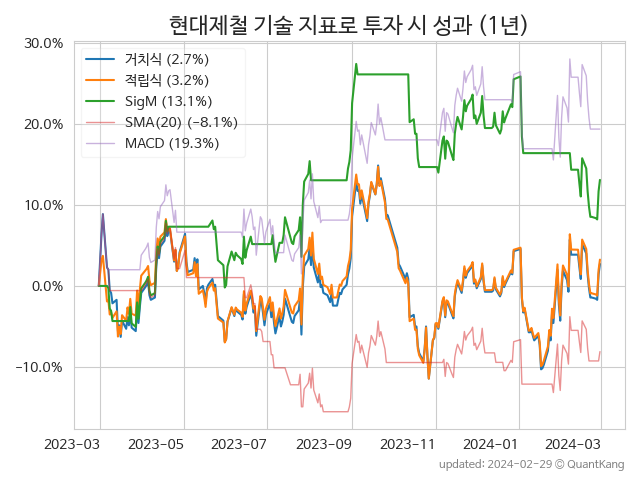 현대제철 기술 지표로 투자 시 성과 (1년)
30.0%
20.0%
10.0%
0.0%
−10.0%
거치식 (2.7%)
적립식 (3.2%)
SigM (13.1%)
SMA(20) (−8.1%)
MACD (19.3%)
2023-03
2023-05
2023-07
2023-09
2023-11
2024-01
2024-03
updated: 2024-02-29 ⓒ QuantKang